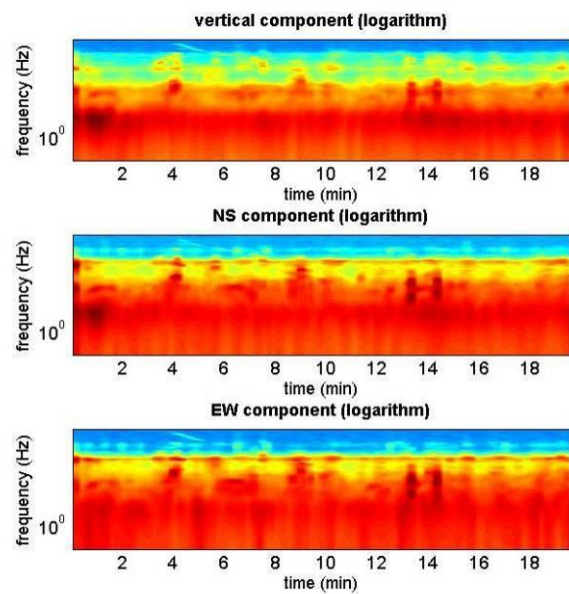 vertical component (logarithm)
frequency (Hz)
10⁰
2 4 6 8 10 12 14 16 18
time (min)
NS component (logarithm)
frequency (Hz)
10⁰
2 4 6 8 10 12 14 16 18
time (min)
EW component (logarithm)
frequency (Hz)
10⁰
2 4 6 8 10 12 14 16 18
time (min)